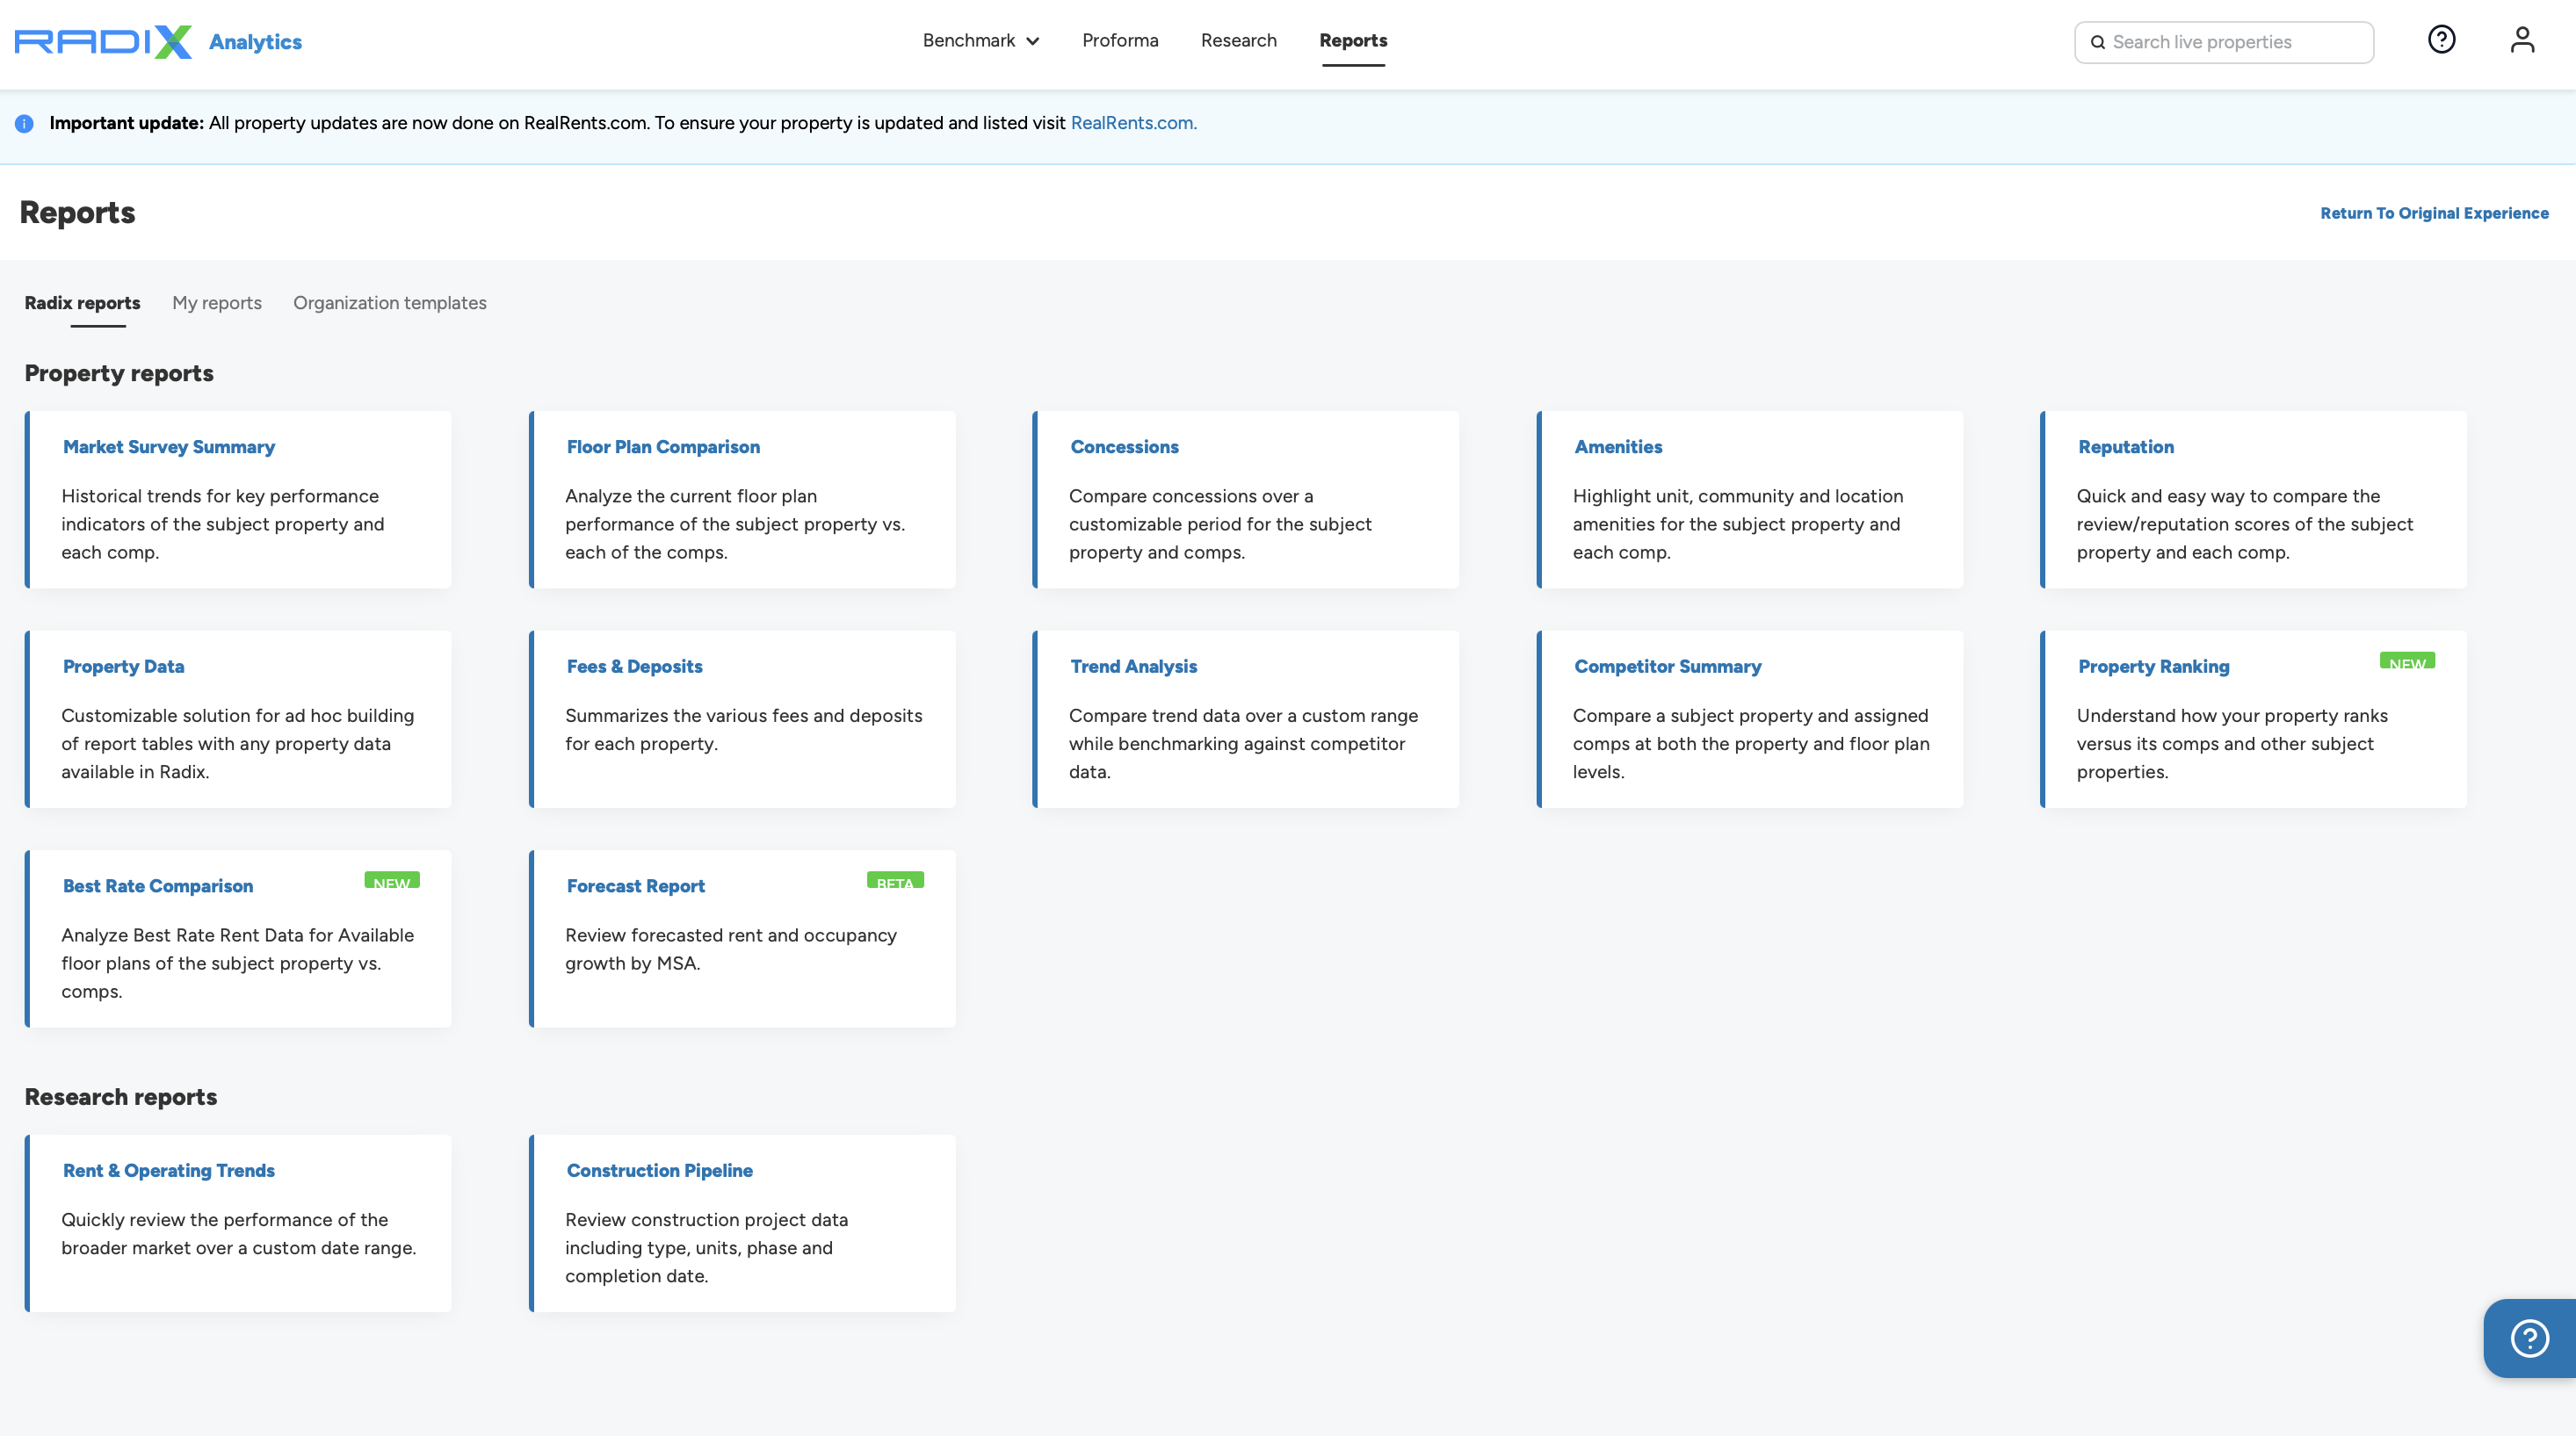 RADIX Analytics
Benchmark Proforma Research Reports
Search live properties
Important update: All property updates are now done on RealRents.com. To ensure your property is updated and listed visit RealRents.com.
Reports
Return To Original Experience
Radix reports My reports Organization templates
Property reports
Market Survey Summary
Historical trends for key performance
indicators of the subject property and
each comp.
Floor Plan Comparison
Analyze the current floor plan
performance of the subject property vs.
each of the comps.
Concessions
Compare concessions over a
customizable period for the subject
property and comps.
Amenities
Highlight unit, community and location
amenities for the subject property and
each comp.
Reputation
Quick and easy way to compare the
review/reputation scores of the subject
property and each comp.
Property Data
Customizable solution for ad hoc building
of report tables with any property data
available in Radix.
Fees & Deposits
Summarizes the various fees and deposits
for each property.
Trend Analysis
Compare trend data over a custom range
while benchmarking against competitor
data.
Competitor Summary
Compare a subject property and assigned
comps at both the property and floor plan
levels.
Property Ranking NEW
Understand how your property ranks
versus its comps and other subject
properties.
Best Rate Comparison NEW
Analyze Best Rate Rent Data for Available
floor plans of the subject property vs.
comps.
Forecast Report BETA
Review forecasted rent and occupancy
growth by MSA.
Research reports
Rent & Operating Trends
Quickly review the performance of the
broader market over a custom date range.
Construction Pipeline
Review construction project data
including type, units, phase and
completion date.